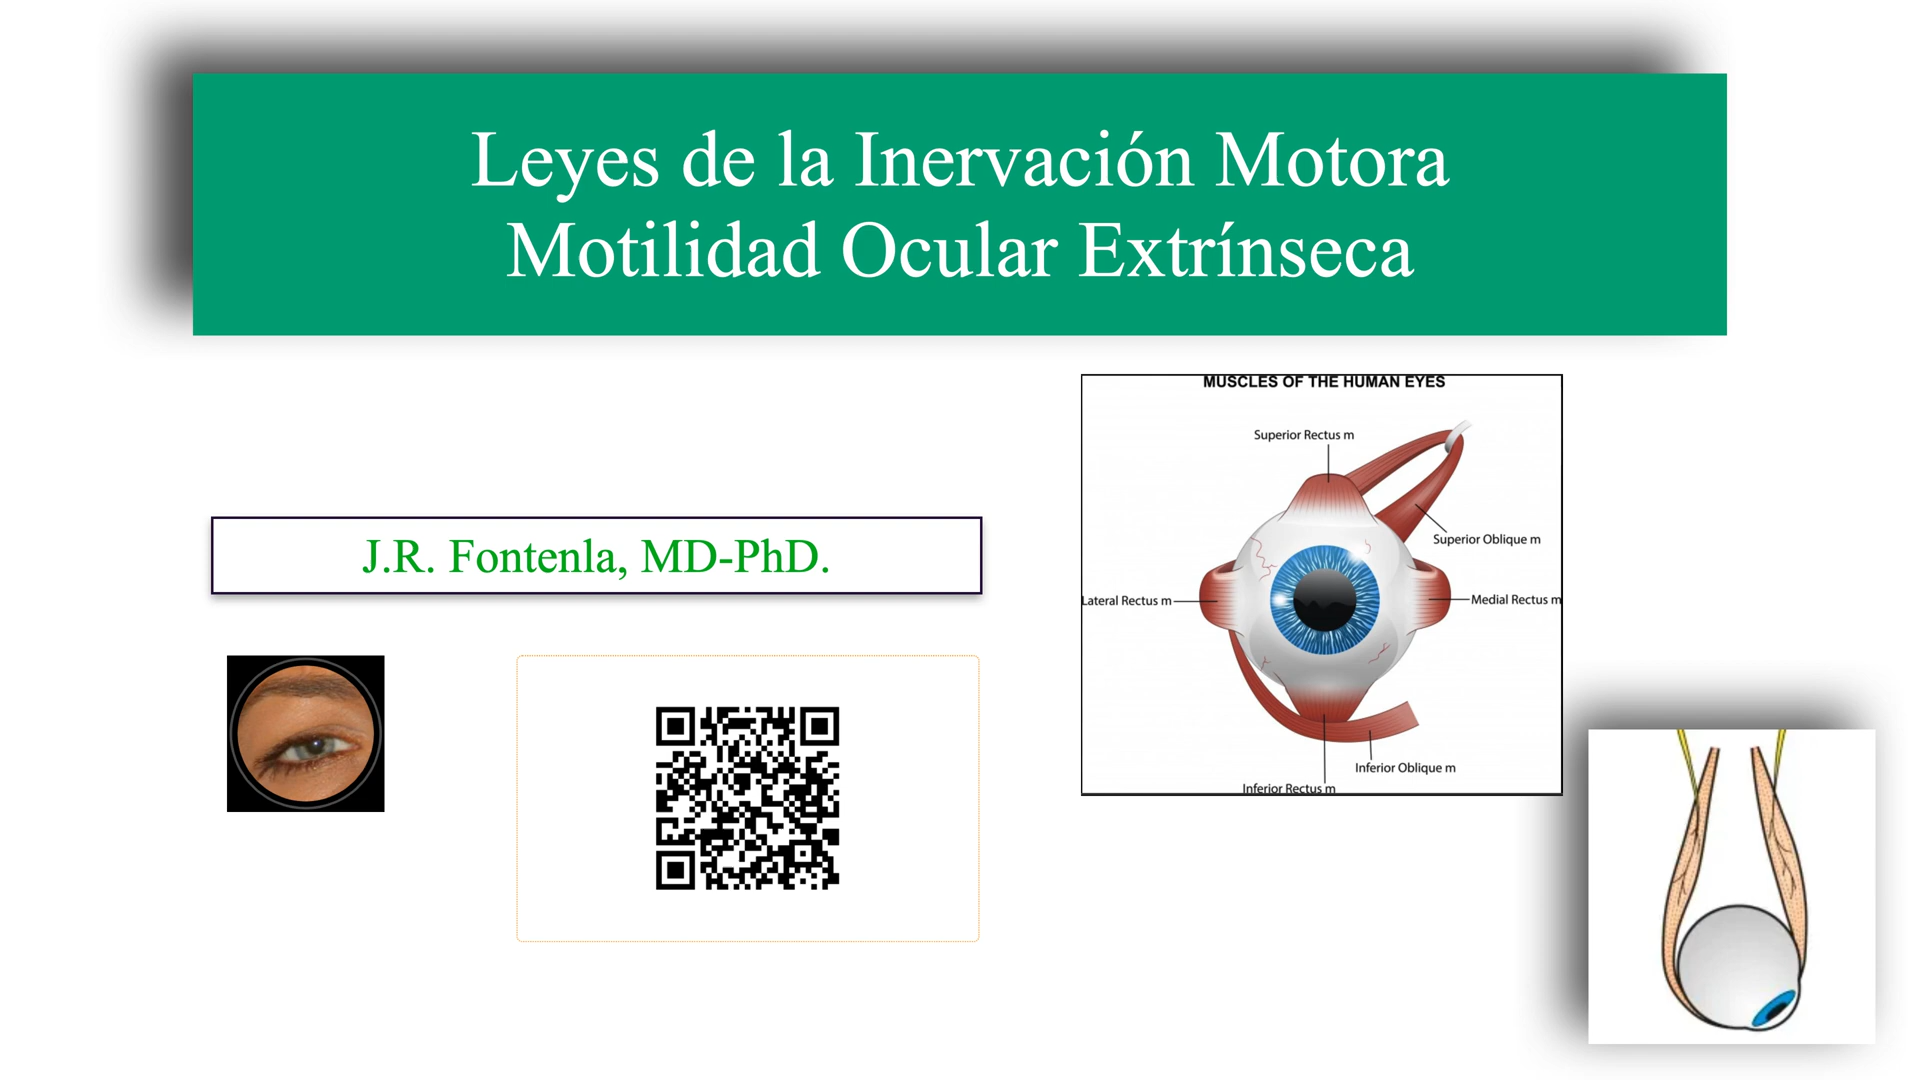 Leyes de la Inervación Motora
Motilidad Ocular Extrínseca
J.R. Fontenla, MD-PhD.
MUSCLES OF THE HUMAN EYES
Superior Rectus m
Superior Oblique m
Lateral Rectus m
Medial Rectus m
Inferior Oblique m
Inferior Rectus m